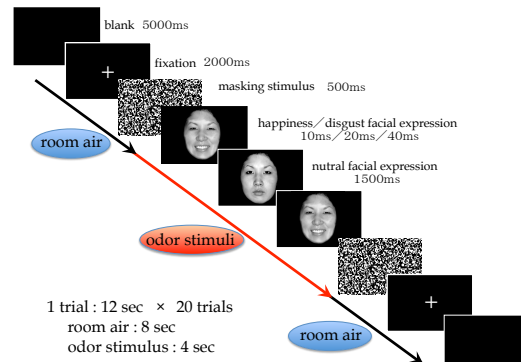 blank 5000ms
fixation 2000ms
masking stimulus 500ms
happiness／disgust facial expression
10ms／20ms／40ms
room air
nutral facial expression
1500ms
odor stimuli
1 trial : 12 sec × 20 trials
room air : 8 sec
odor stimulus : 4 sec
room air